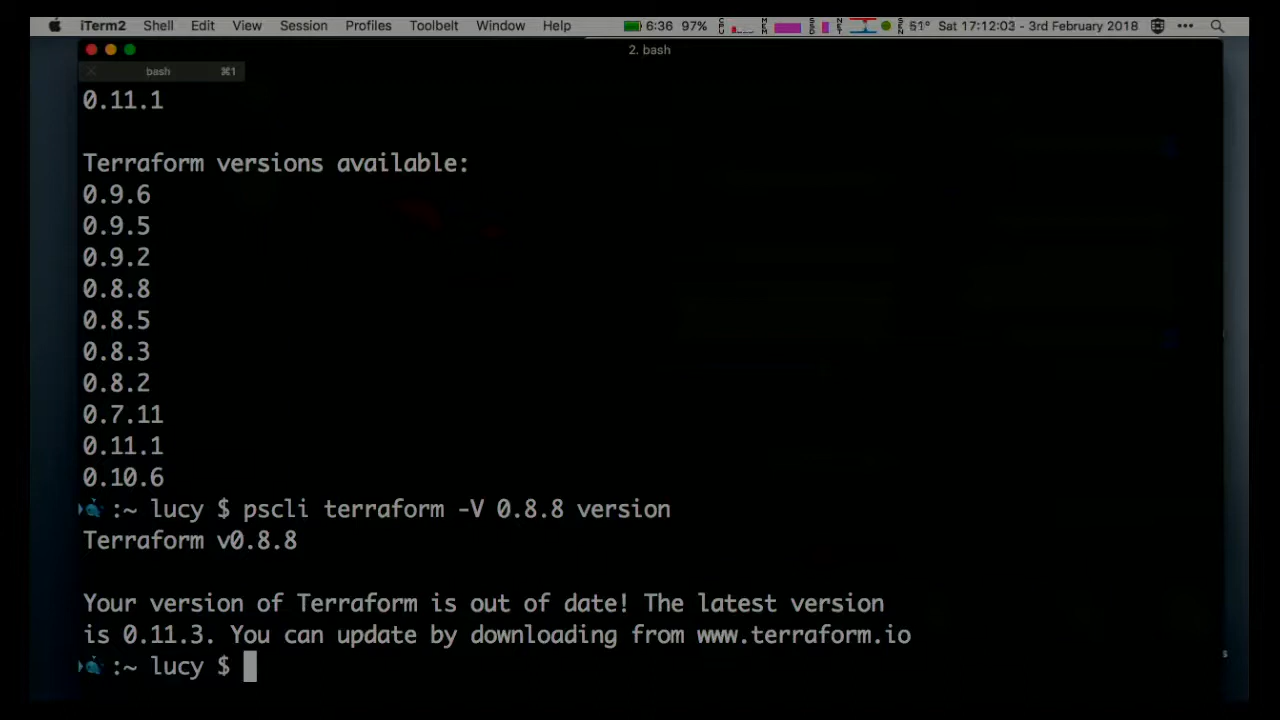 iTerm2 Shell Edit View Session Profiles Toolbelt Window Help 6:36 97% 51° Sat 17:12:03 - 3rd February 2018
2. bash
bash ⌘1
0.11.1
Terraform versions available:
0.9.6
0.9.5
0.9.2
0.8.8
0.8.5
0.8.3
0.8.2
0.7.11
0.11.1
0.10.6
:~ lucy $ pscli terraform -V 0.8.8 version
Terraform v0.8.8
Your version of Terraform is out of date! The latest version
is 0.11.3. You can update by downloading from www.terraform.io
:~ lucy $